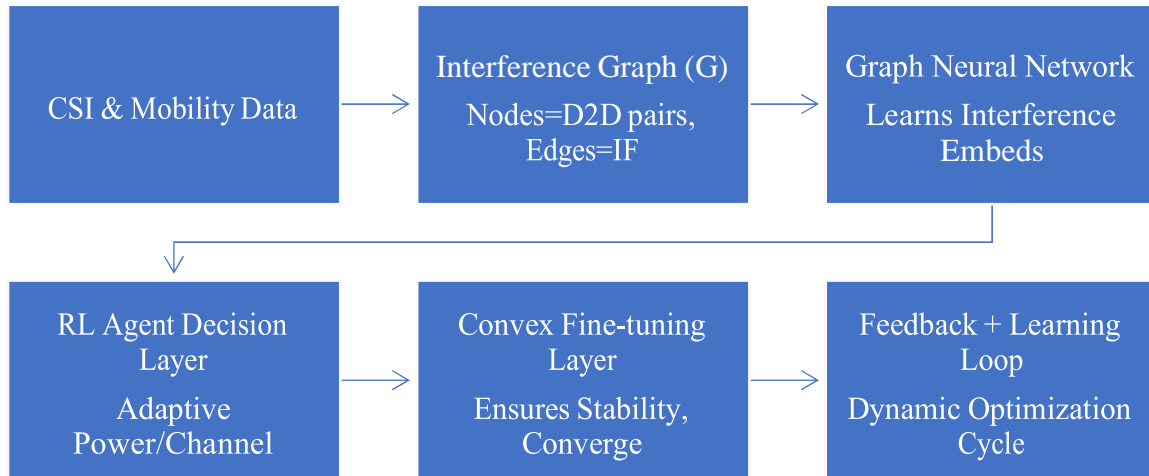 CSI & Mobility Data
Interference Graph (G)
Nodes=D2D pairs,
Edges=IF
Graph Neural Network
Learns Interference
Embeds
RL Agent Decision
Layer
Adaptive
Power/Channel
Convex Fine-tuning
Layer
Ensures Stability,
Converge
Feedback + Learning
Loop
Dynamic Optimization
Cycle